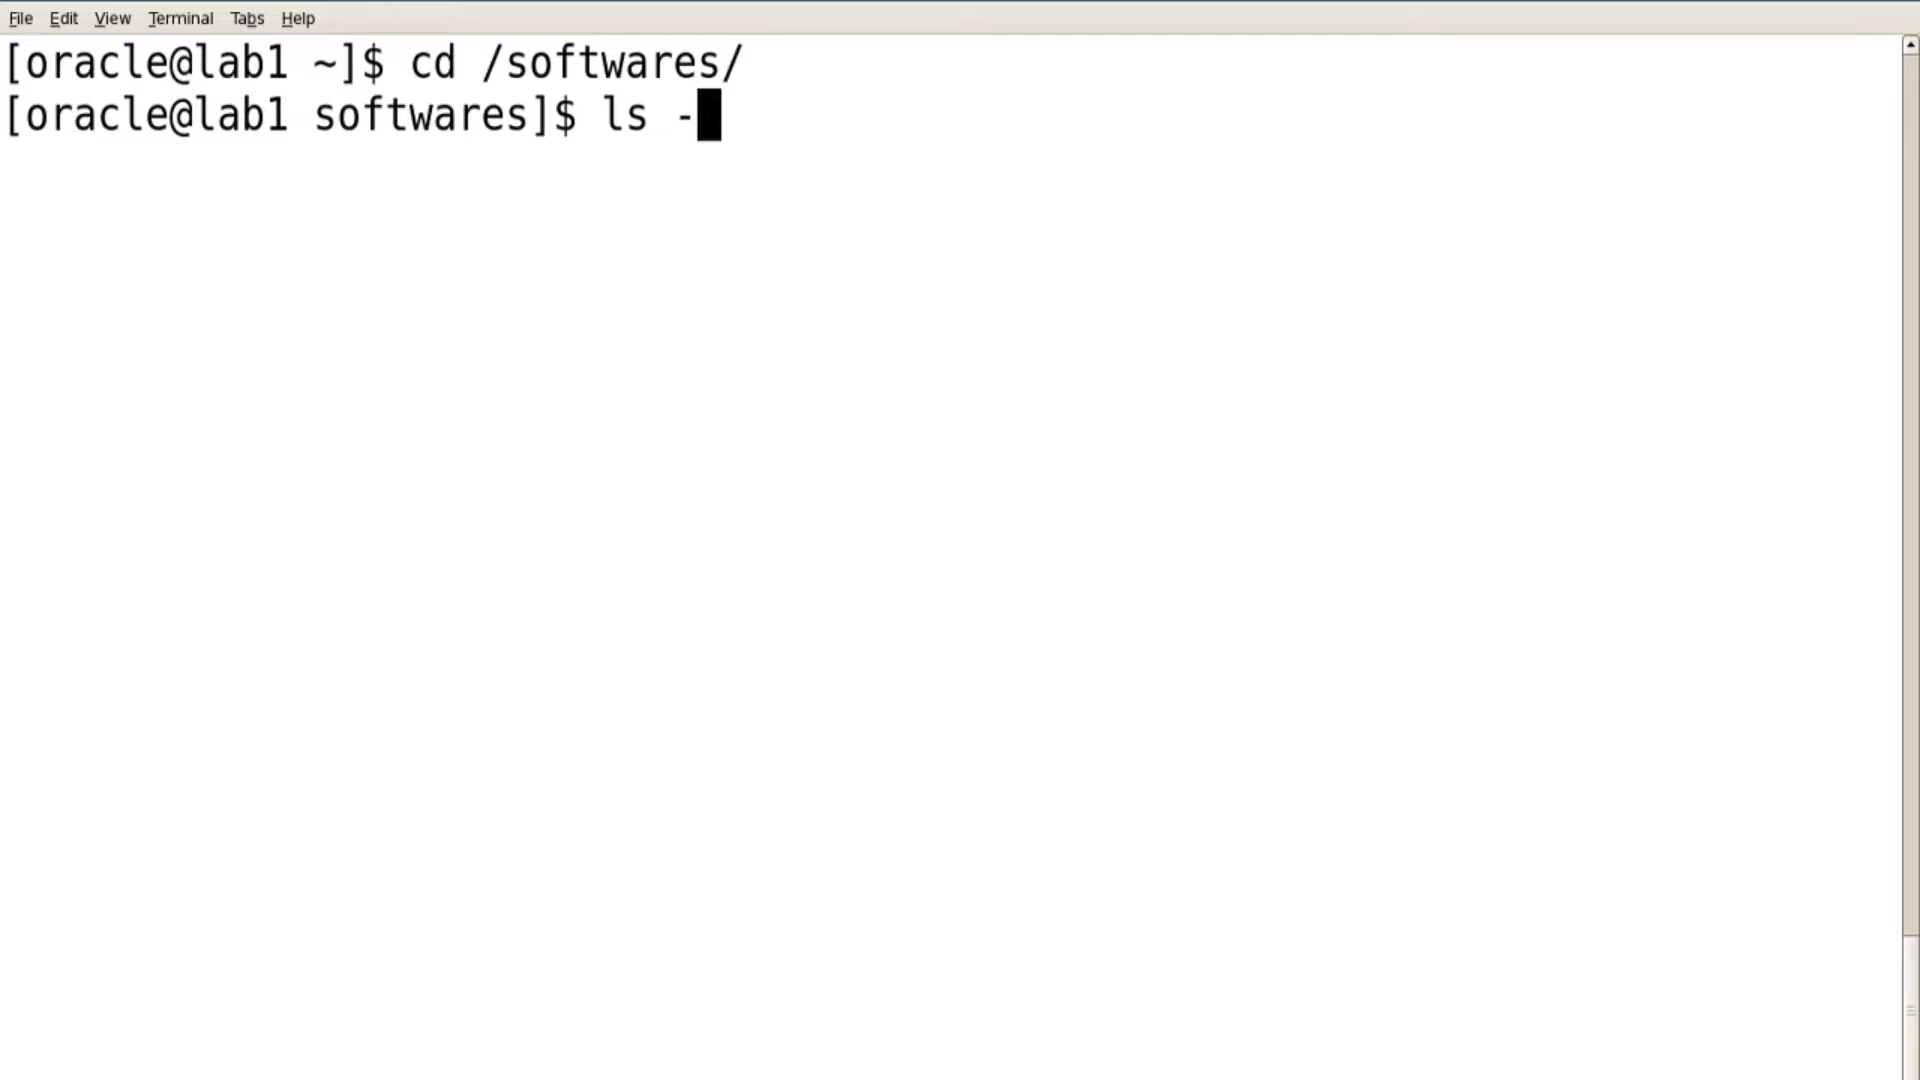 File Edit View Terminal Tabs Help
[oracle@lab1 ~]$ cd /softwares/
[oracle@lab1 softwares]$ ls -